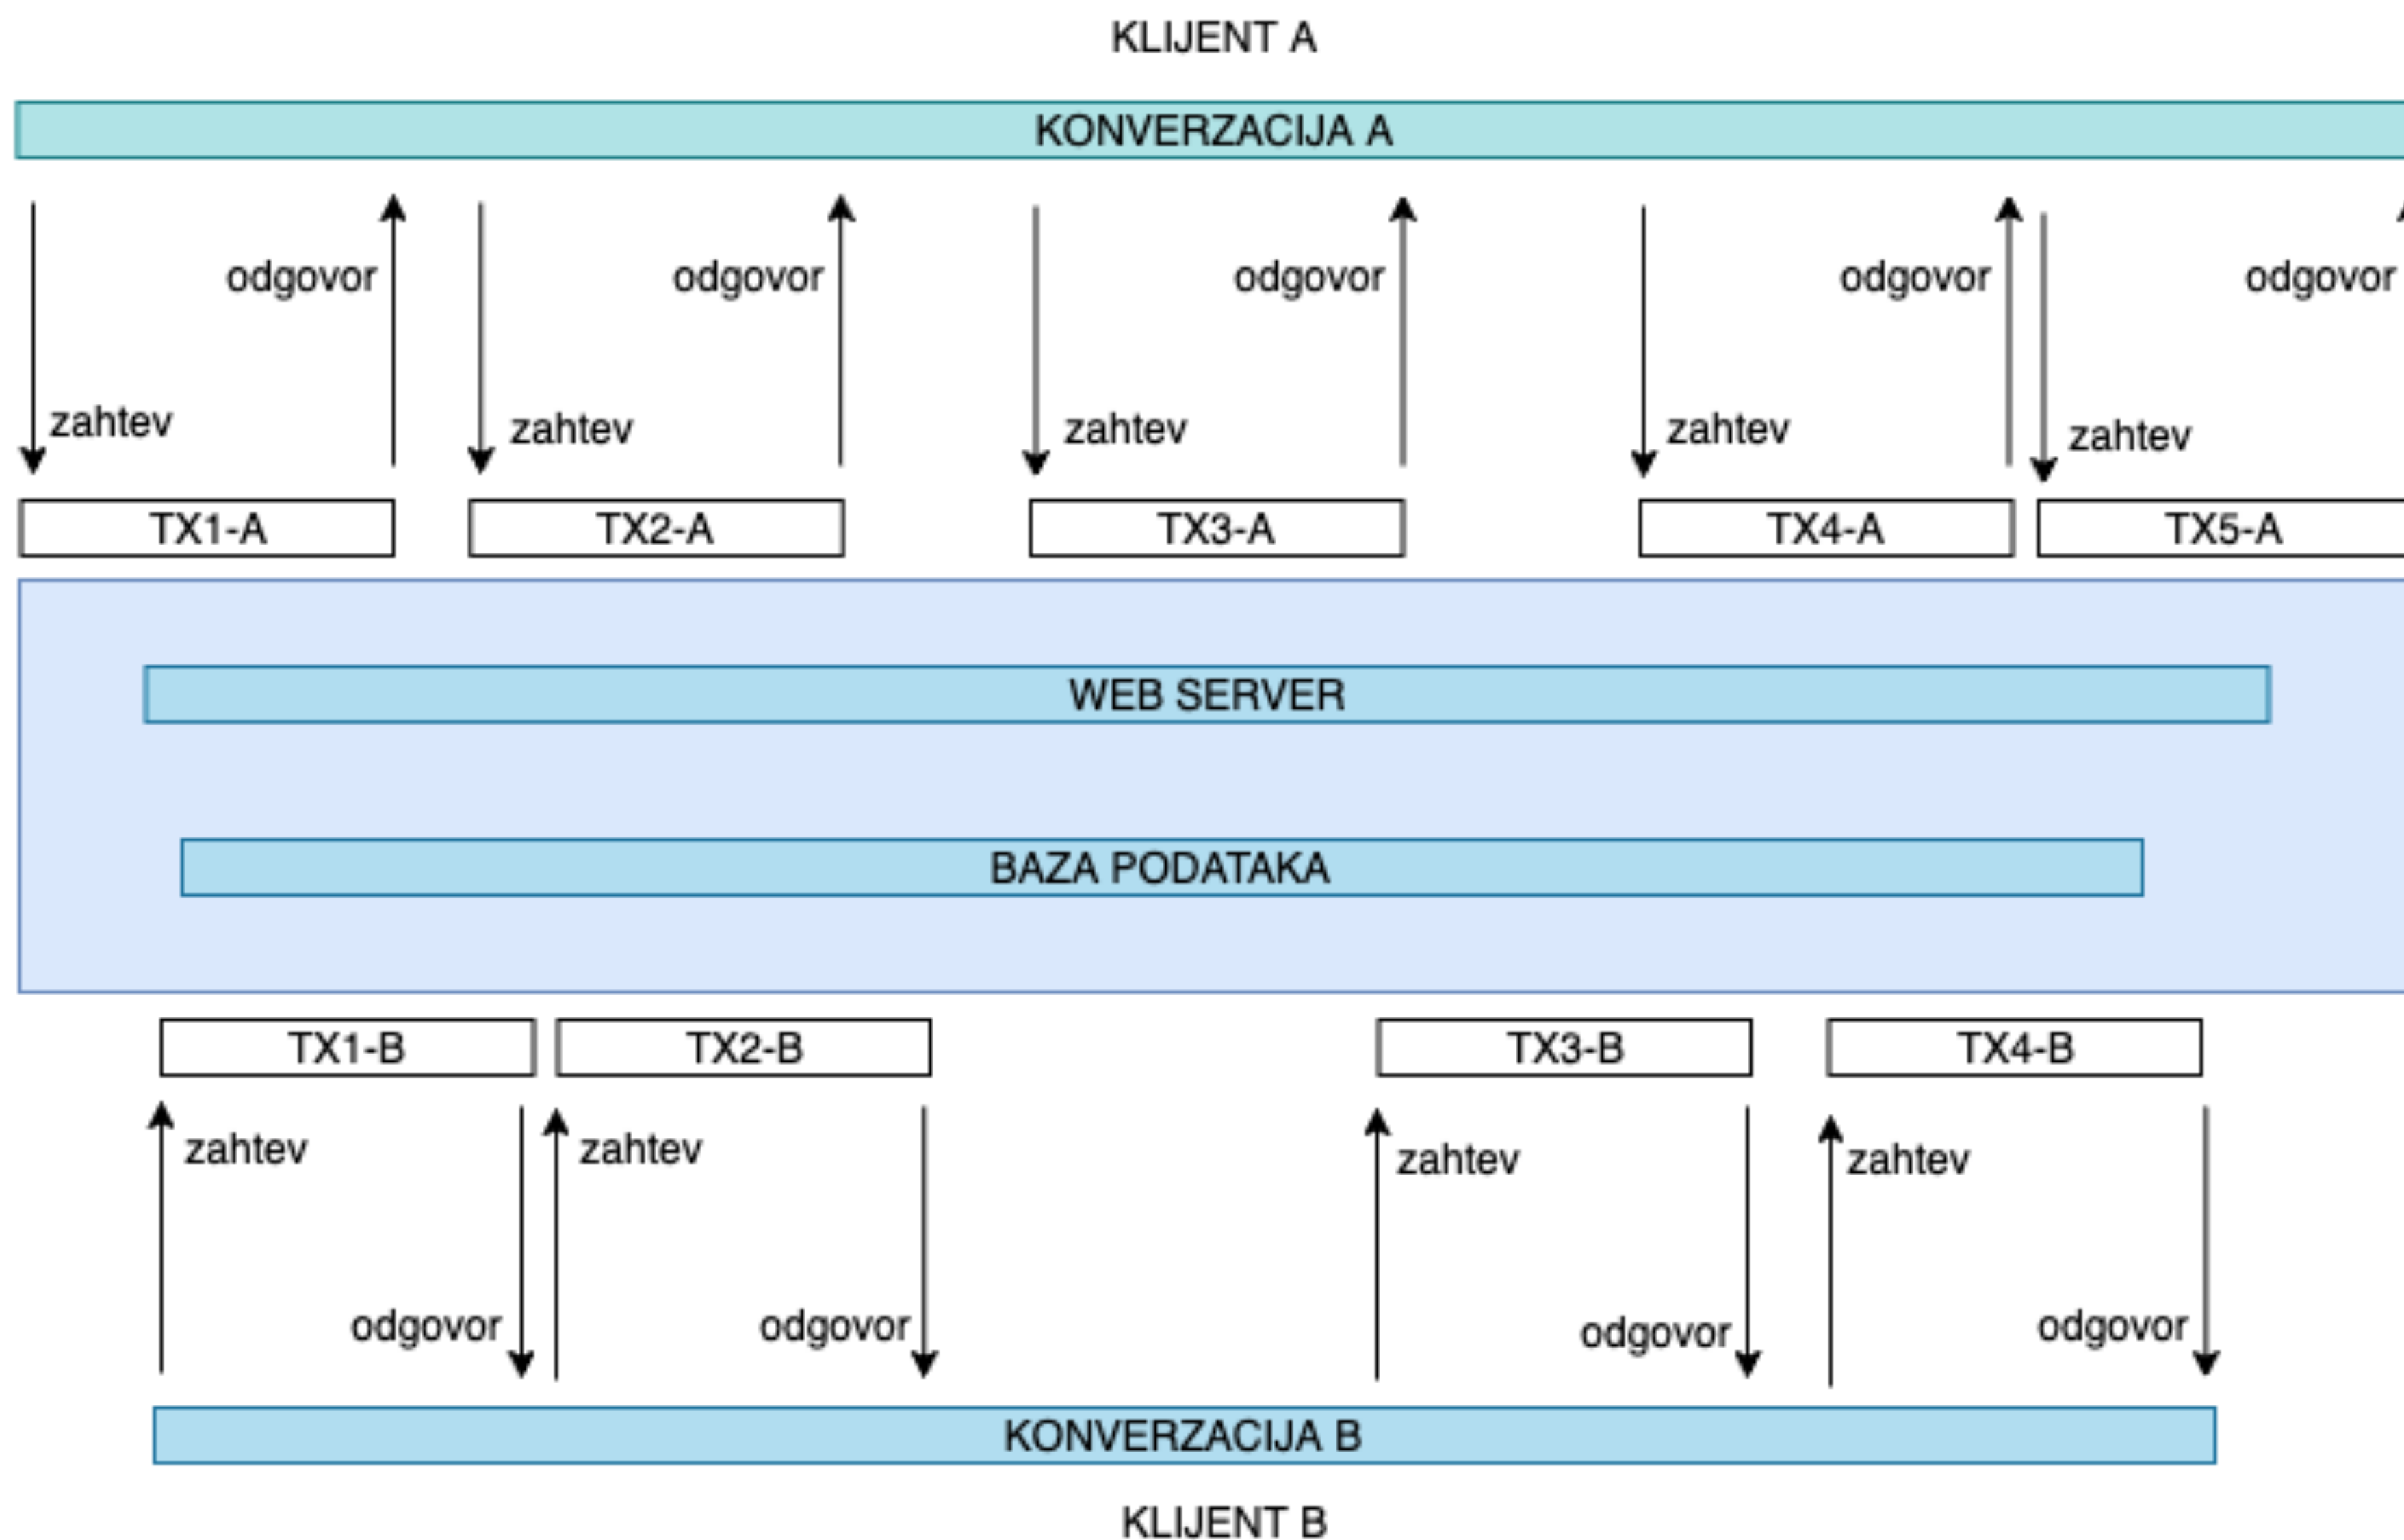 KLIJENT A
KONVERZACIJA A
odgovor odgovor odgovor odgovor odgovor
zahtev zahtev zahtev zahtev zahtev
TX1-A TX2-A TX3-A TX4-A TX5-A
WEB SERVER
BAZA PODATAKA
TX1-B TX2-B TX3-B TX4-B
zahtev zahtev zahtev zahtev
odgovor odgovor odgovor odgovor
KONVERZACIJA B
KLIJENT B